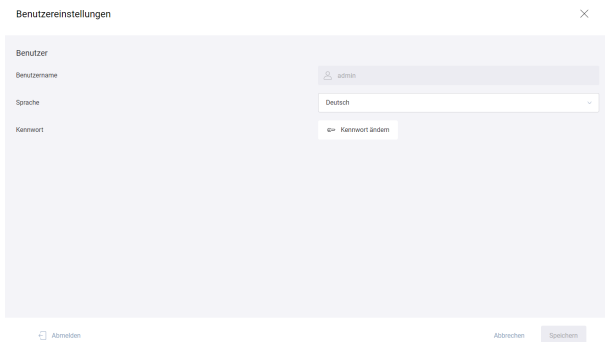 Benutzereinstellungen
Benutzer
Benutzername
admin
Sprache
Deutsch
Kennwort
Kennwort ändern
Abmelden
Abbrechen
Speichern